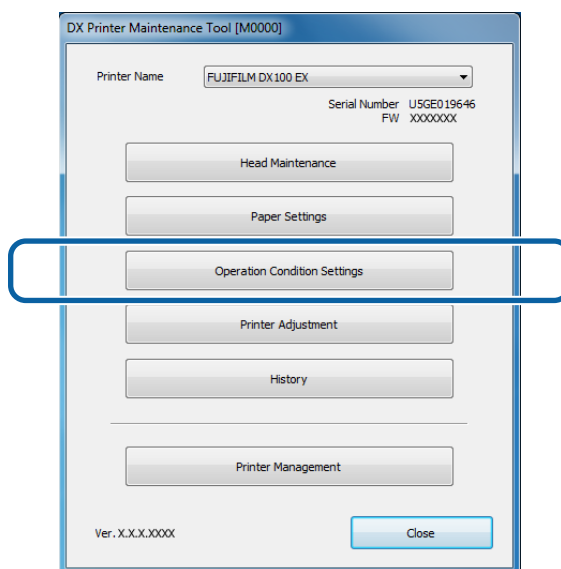 DX Printer Maintenance Tool [M0000]
Printer Name FUJIFILM DX100 EX
Serial Number U5GE019646
FW XXXXXXX
Head Maintenance
Paper Settings
Operation Condition Settings
Printer Adjustment
History
Printer Management
Ver. X.X.X.XXXX Close